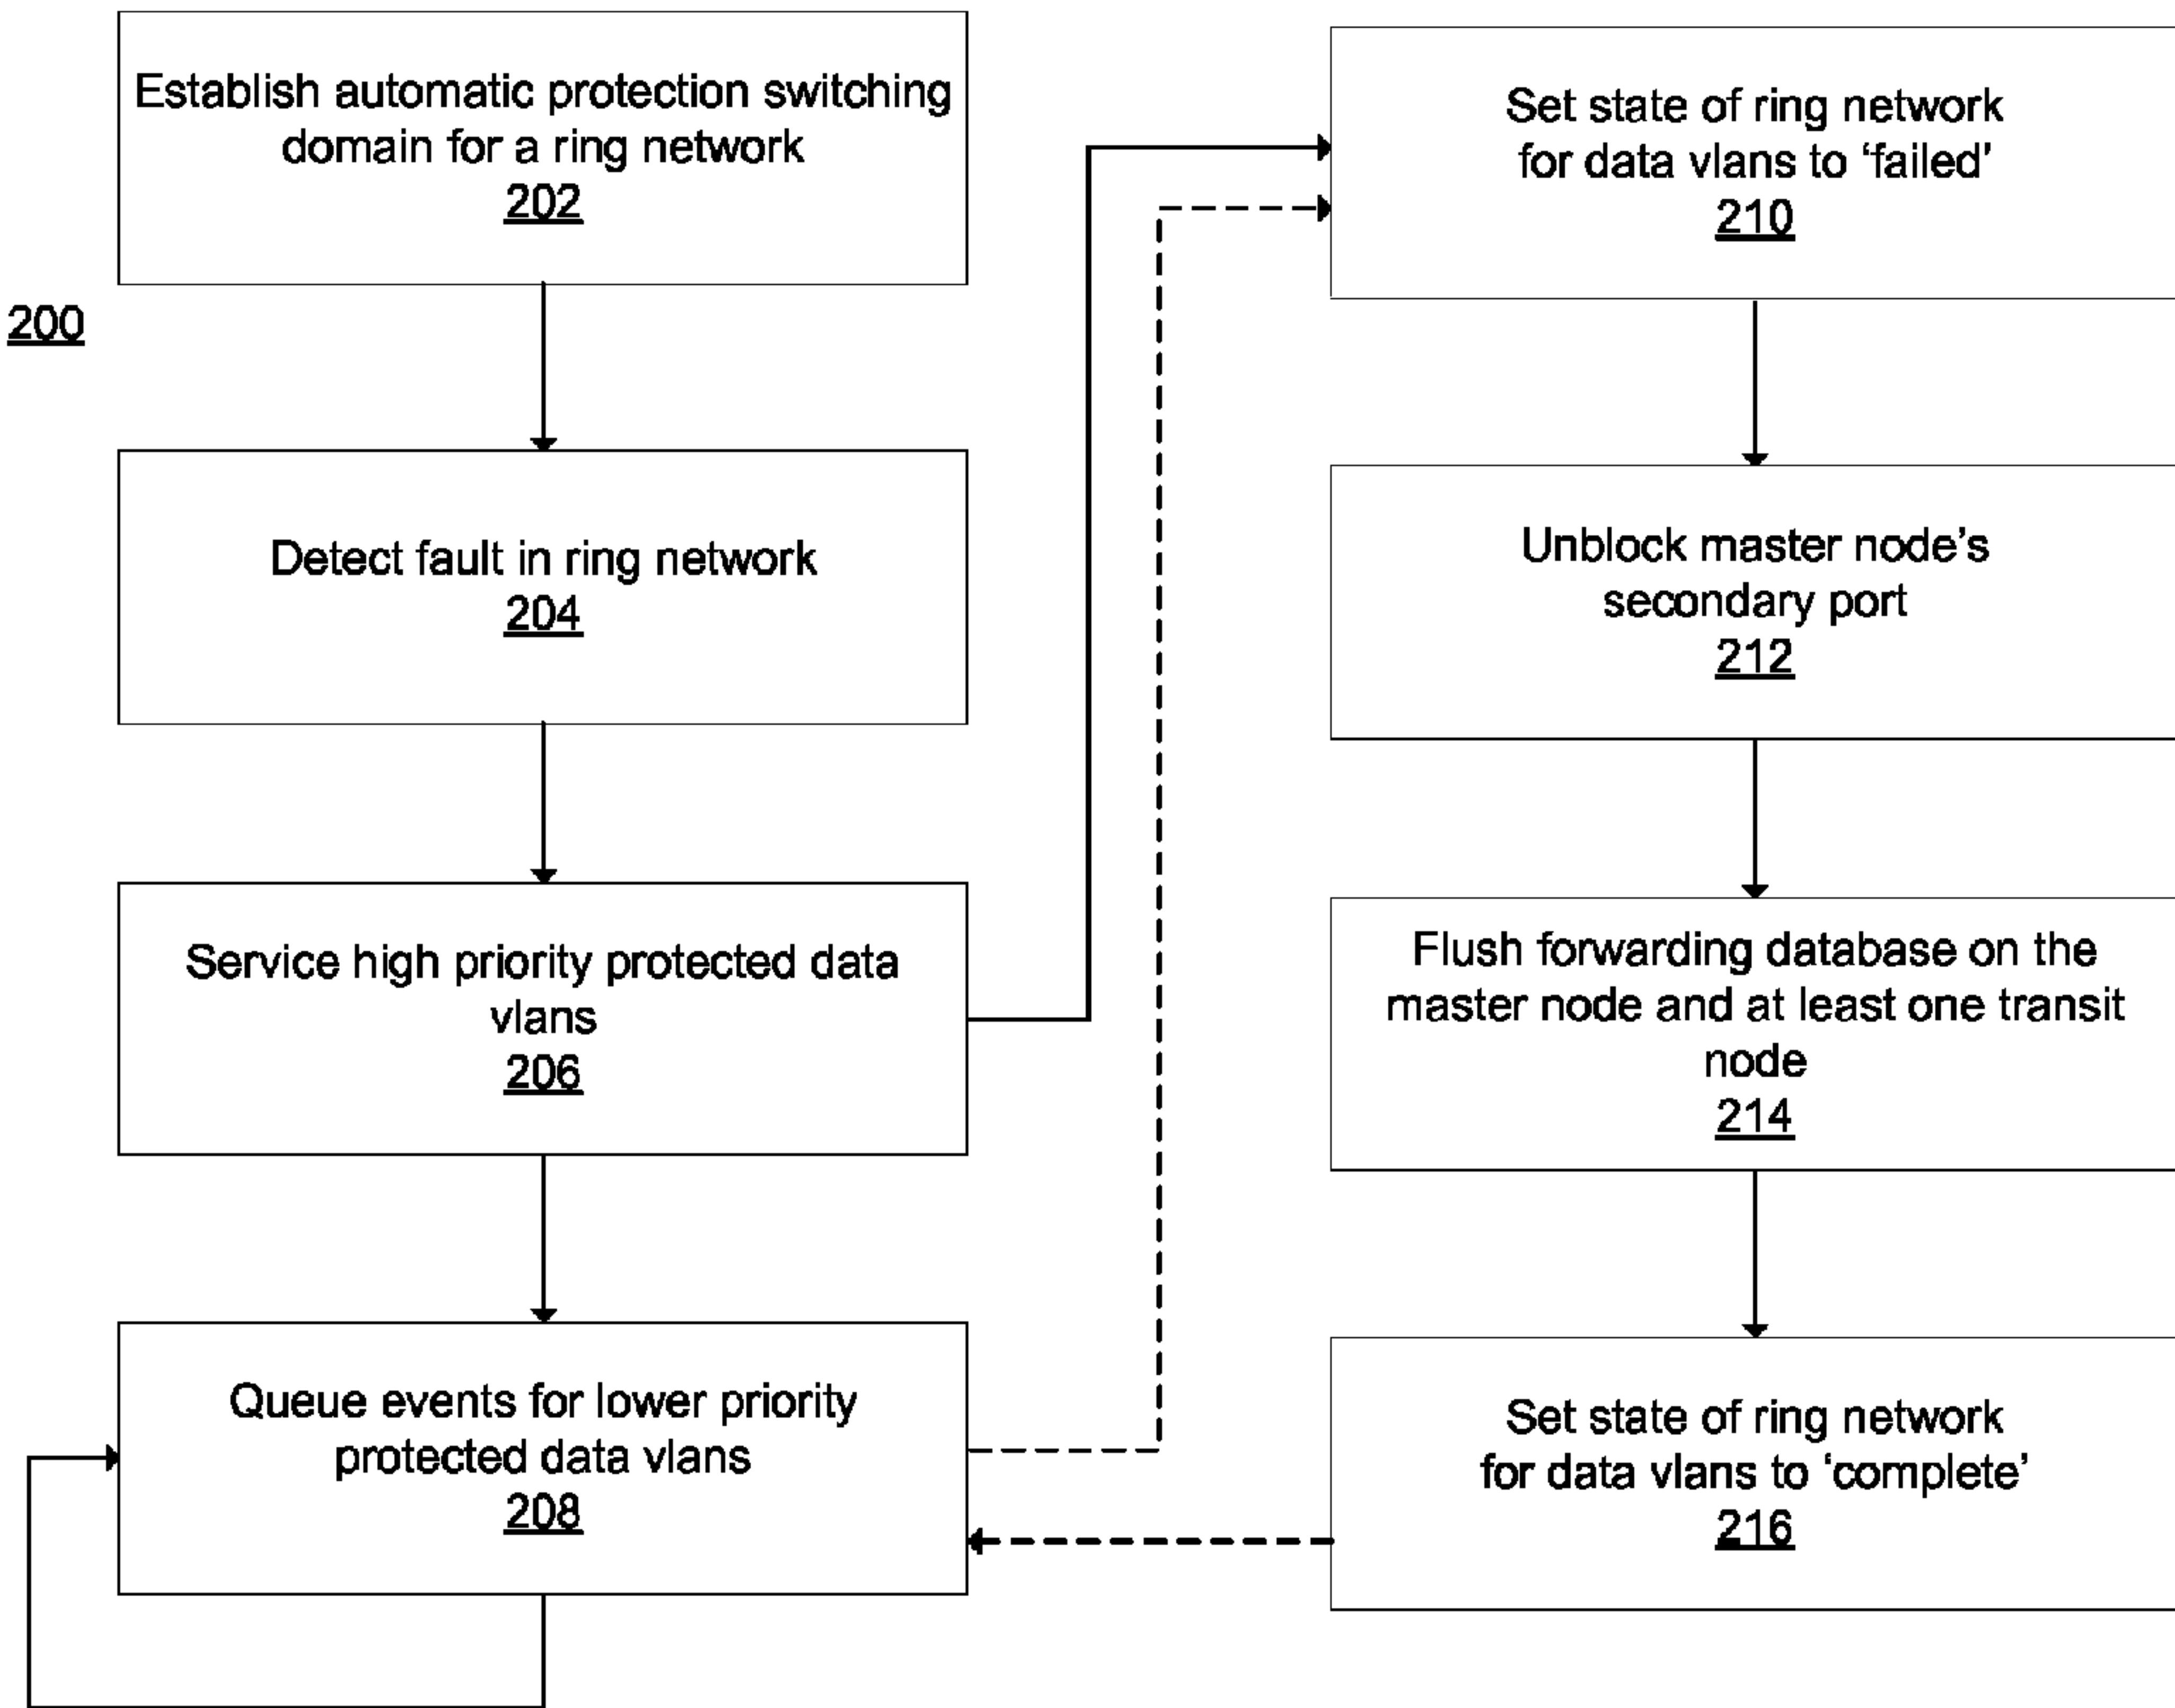 Establish automatic protection switching
domain for a ring network
202
200
Detect fault in ring network
204
Service high priority protected data
vlans
206
Queue events for lower priority
protected data vlans
208
Set state of ring network
for data vlans to ‘failed’
210
Unblock master node’s
secondary port
212
Flush forwarding database on the
master node and at least one transit
node
214
Set state of ring network
for data vlans to ‘complete’
216